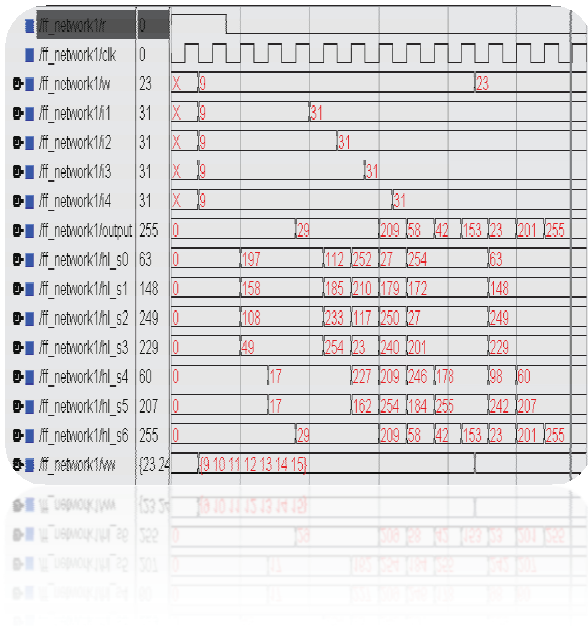 /ff_network1/r 0
/ff_network1/clk 0
/ff_network1/w 23 X 9 23
/ff_network1/i1 31 X 9 31
/ff_network1/i2 31 X 9 31
/ff_network1/i3 31 X 9 31
/ff_network1/i4 31 X 9 31
/ff_network1/output 255 0 29 209 58 42 153 23 201 255
/ff_network1/hl_s0 63 0 197 112 252 27 254 63
/ff_network1/hl_s1 148 0 158 185 210 179 172 148
/ff_network1/hl_s2 249 0 108 233 117 250 27 249
/ff_network1/hl_s3 229 0 49 254 23 240 201 229
/ff_network1/hl_s4 60 0 17 227 209 246 178 98 60
/ff_network1/hl_s5 207 0 17 162 254 184 255 242 207
/ff_network1/hl_s6 255 0 29 209 58 42 153 23 201 255
/ff_network1/ww {23 24 {9 10 11 12 13 14 15}